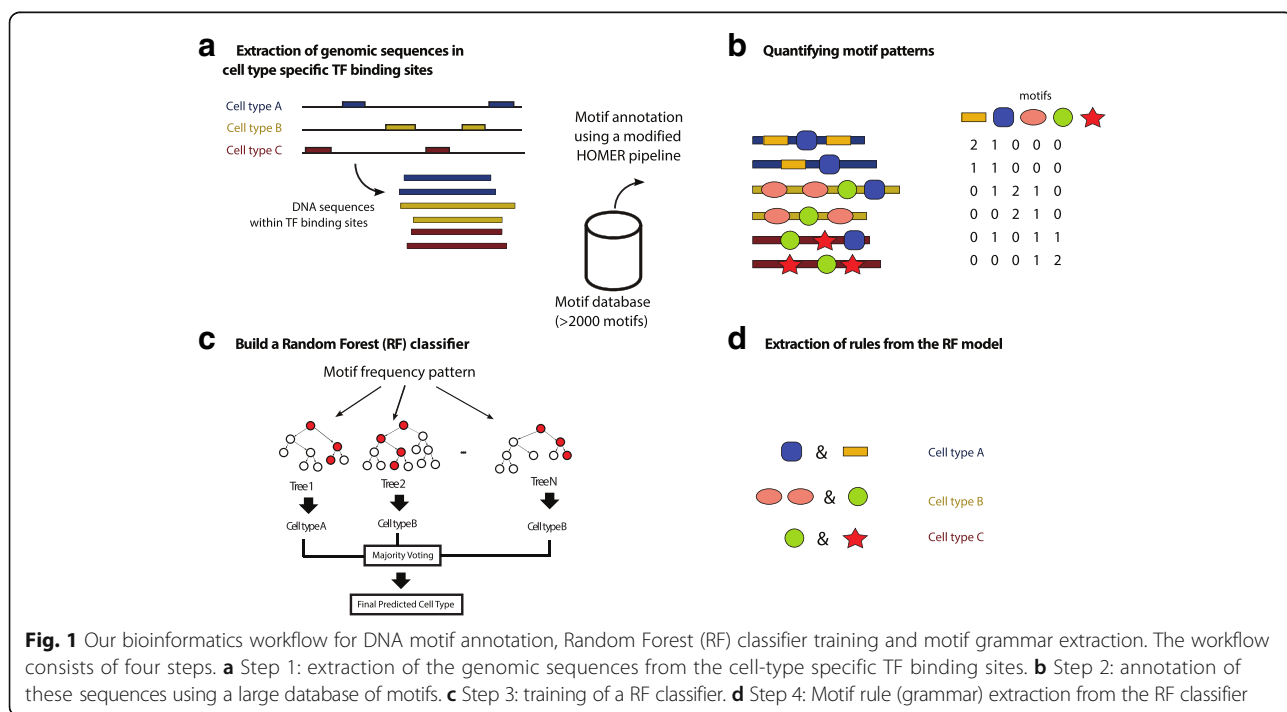 a Extraction of genomic sequences in
cell type specific TF binding sites
Cell type A
Cell type B
Cell type C
DNA sequences
within TF binding sites
Motif annotation
using a modified
HOMER pipeline
Motif database
(>2000 motifs)
b Quantifying motif patterns
motifs
2 1 0 0 0
1 1 0 0 0
0 1 2 1 0
0 0 2 1 0
0 1 0 1 1
0 0 0 1 2
c Build a Random Forest (RF) classifier
Motif frequency pattern
...
Tree1 Tree2 TreeN
CelltypeA CelltypeB CelltypeB
Majority Voting
Final Predicted Cell Type
d Extraction of rules from the RF model
& Cell type A
& Cell type B
& Cell type C
Fig. 1 Our bioinformatics workflow for DNA motif annotation, Random Forest (RF) classifier training and motif grammar extraction. The workflow
consists of four steps. a Step 1: extraction of the genomic sequences from the cell-type specific TF binding sites. b Step 2: annotation of
these sequences using a large database of motifs. c Step 3: training of a RF classifier. d Step 4: Motif rule (grammar) extraction from the RF classifier